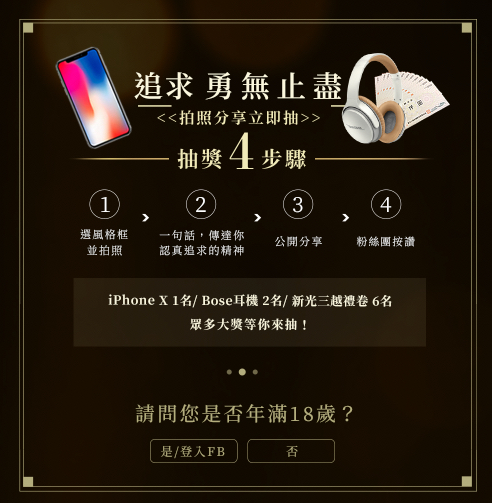 追求 勇無止盡
<<拍照分享立即抽>>
抽獎4步驟
1
選風格框
並拍照
2
一句話，傳達你
認真追求的精神
3
公開分享
4
粉絲團按讚
iPhone X 1名/ Bose耳機 2名/ 新光三越禮卷 6名
眾多大獎等你來抽！
請問您是否年滿18歲？
是/登入FB
否